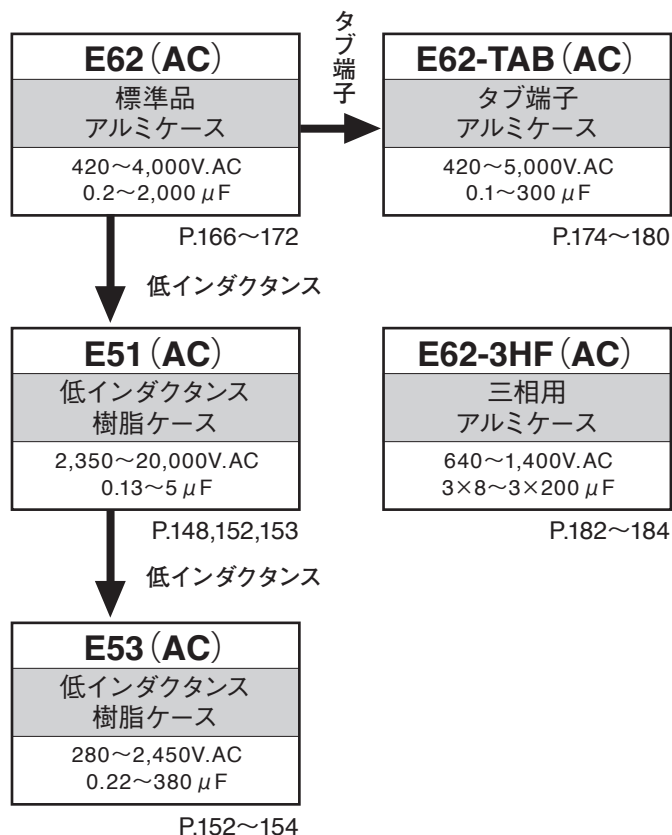 E62（AC）
標準品
アルミケース
420〜4,000V.AC
0.2〜2,000 μF
P.166〜172
タブ端子
E62-TAB（AC）
タブ端子
アルミケース
420〜5,000V.AC
0.1〜300 μF
P.174〜180
低インダクタンス
E51（AC）
低インダクタンス
樹脂ケース
2,350〜20,000V.AC
0.13〜5 μF
P.148,152,153
E62-3HF（AC）
三相用
アルミケース
640〜1,400V.AC
3×8〜3×200 μF
P.182〜184
低インダクタンス
E53（AC）
低インダクタンス
樹脂ケース
280〜2,450V.AC
0.22〜380 μF
P.152〜154